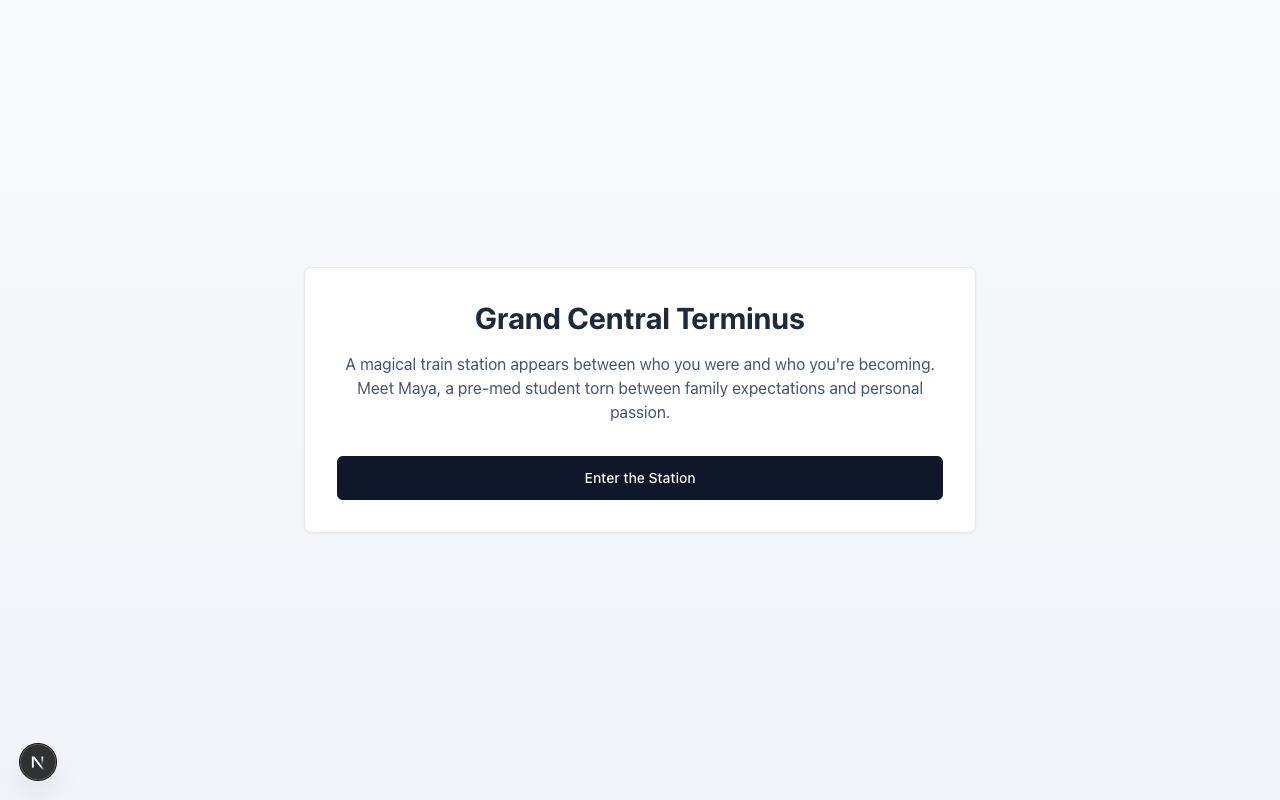 Grand Central Terminus
A magical train station appears between who you were and who you're becoming.
Meet Maya, a pre-med student torn between family expectations and personal
passion.
Enter the Station
N